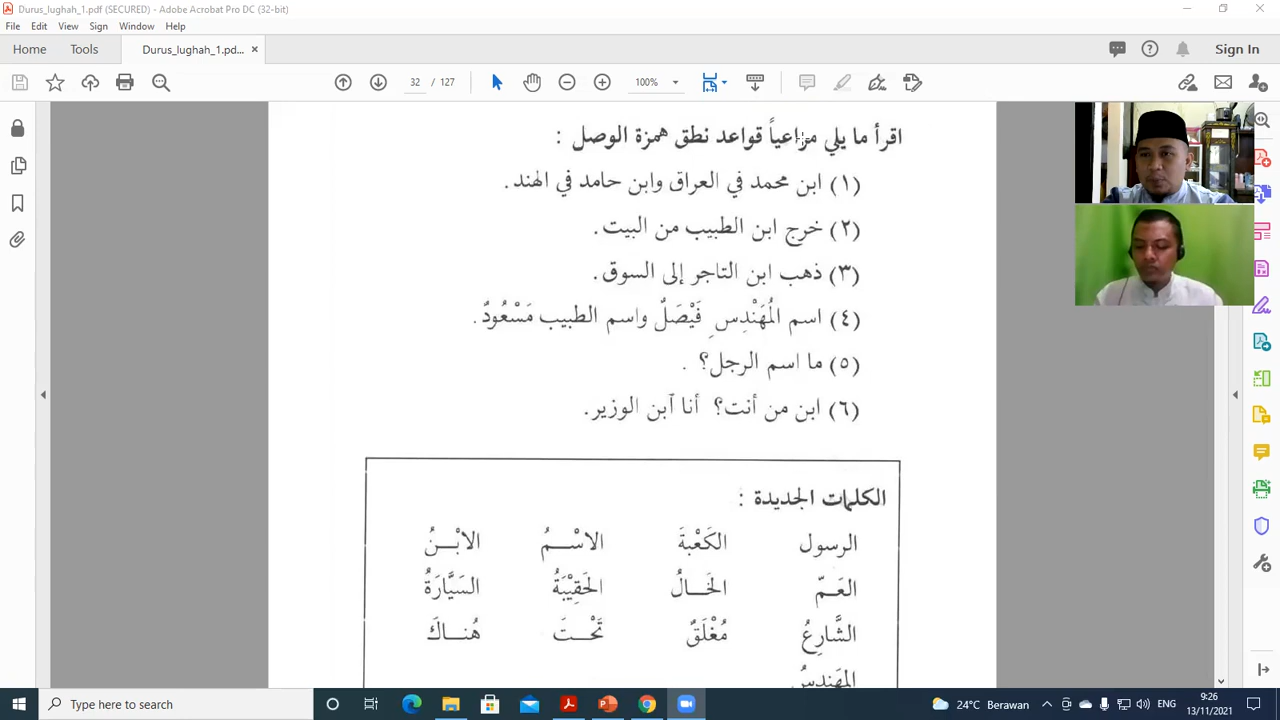 Durus_lughah_1.pdf (SECURED) - Adobe Acrobat Pro DC (32-bit)
File Edit View Sign Window Help
Home Tools Durus_lughah_1.pd... × Sign In
32 / 127 100%
اقرأ ما يلي مراعياً قواعد نطق همزة الوصل :
(١) ابن محمد في العراق وابن حامد في الهند .
(٢) خرج ابن الطبيب من البيت .
(٣) ذهب ابن التاجر إلى السوق .
(٤) اسم المُهَنْدِسِ فَيْصَلٌ واسم الطبيب مَسْعُودٌ .
(٥) ما اسم الرجل؟ .
(٦) ابن من أنت؟ أنا ٱبن الوزير .
الكلمات الجديدة :
الرسول الكَعْبةَ الاسْمُ الابْنُ
العَمّ الخَالُ الحَقِيْبَةُ السَيَّارَةُ
الشَّارِعُ مُغْلَقٌ تَحْتَ هُنَاكَ
المهَندِسُ
Type here to search 24°C Berawan ENG 9:26
13/11/2021